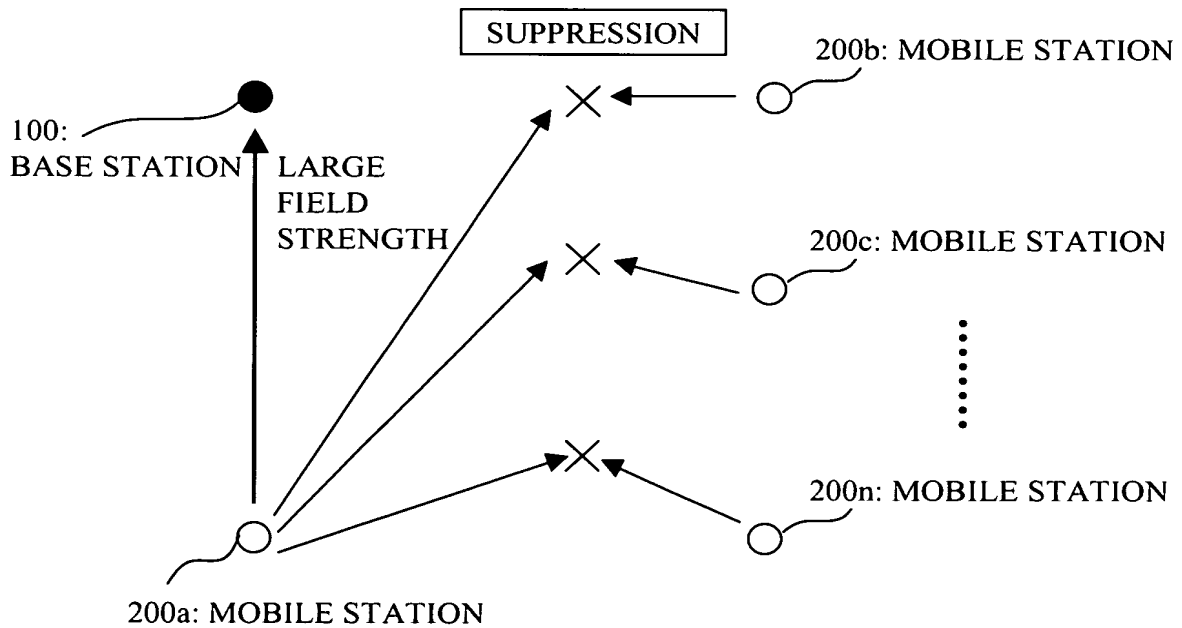 SUPPRESSION
200b: MOBILE STATION
100:
BASE STATION
LARGE
FIELD
STRENGTH
200c: MOBILE STATION
200n: MOBILE STATION
200a: MOBILE STATION